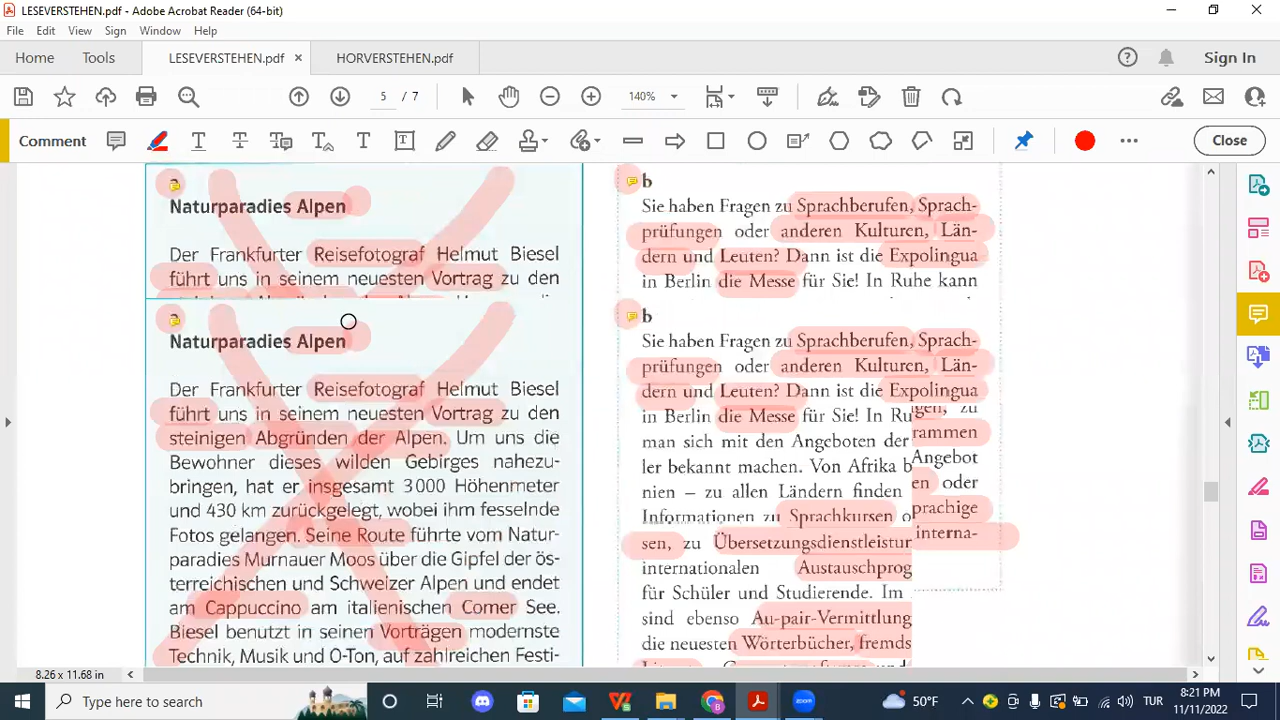 LESEVERSTEHEN.pdf - Adobe Acrobat Reader (64-bit)
File Edit View Sign Window Help
Home Tools LESEVERSTEHEN.pdf × HORVERSTEHEN.pdf Sign In
5 / 7 140%
Comment Close
a
Naturparadies Alpen
Der Frankfurter Reisefotograf Helmut Biesel
führt uns in seinem neuesten Vortrag zu den
a
Naturparadies Alpen
Der Frankfurter Reisefotograf Helmut Biesel
führt uns in seinem neuesten Vortrag zu den
steinigen Abgründen der Alpen. Um uns die
Bewohner dieses wilden Gebirges nahezu-
bringen, hat er insgesamt 3000 Höhenmeter
und 430 km zurückgelegt, wobei ihm fesselnde
Fotos gelangen. Seine Route führte vom Natur-
paradies Murnauer Moos über die Gipfel der ös-
terreichischen und Schweizer Alpen und endet
am Cappuccino am italienischen Comer See.
Biesel benutzt in seinen Vorträgen modernste
Technik, Musik und O-Ton, auf zahlreichen Festi-
b
Sie haben Fragen zu Sprachberufen, Sprach-
prüfungen oder anderen Kulturen, Län-
dern und Leuten? Dann ist die Expolingua
in Berlin die Messe für Sie! In Ruhe kann
b
Sie haben Fragen zu Sprachberufen, Sprach-
prüfungen oder anderen Kulturen, Län-
dern und Leuten? Dann ist die Expolingua
in Berlin die Messe für Sie! In Ru
man sich mit den Angeboten der
ler bekannt machen. Von Afrika b
nien – zu allen Ländern finden
Informationen zu Sprachkursen o
sen, zu Übersetzungsdienstleistur
internationalen Austauschprog
für Schüler und Studierende. Im
sind ebenso Au-pair-Vermittlung
die neuesten Wörterbücher, fremds
gen, zu
rammen
Angebot
en oder
prachige
interna-
8.26 x 11.68 in
Type here to search
50°F
TUR
8:21 PM
11/11/2022